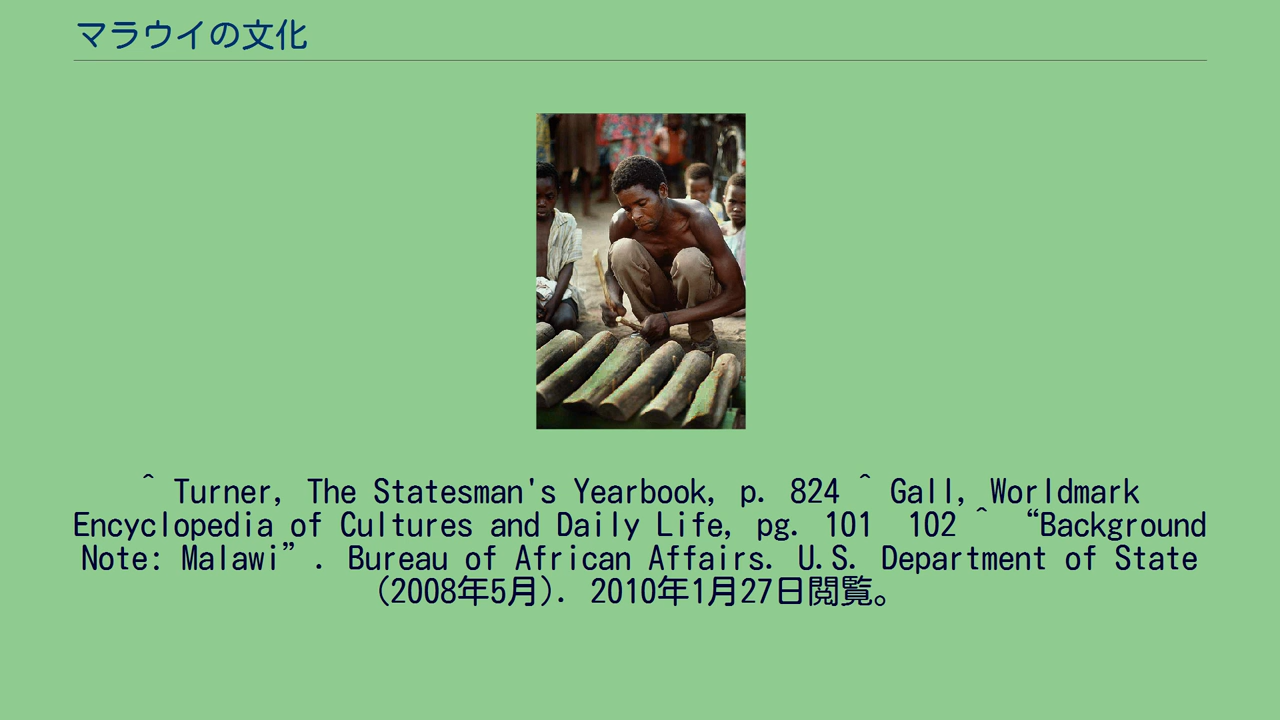 マラウイの文化
^ Turner, The Statesman's Yearbook, p. 824 ^ Gall, Worldmark
Encyclopedia of Cultures and Daily Life, pg. 101 102 ^ “Background
Note: Malawi”. Bureau of African Affairs. U.S. Department of State
(2008年5月). 2010年1月27日閲覧。